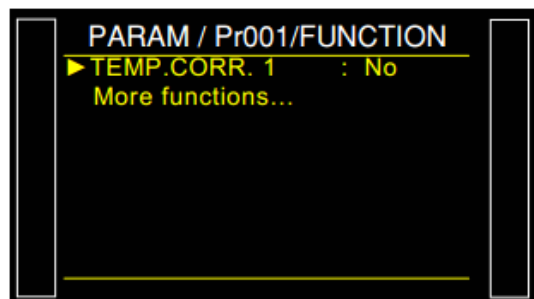 PARAM / Pr001/FUNCTION
►TEMP.CORR. 1 : No
More functions...